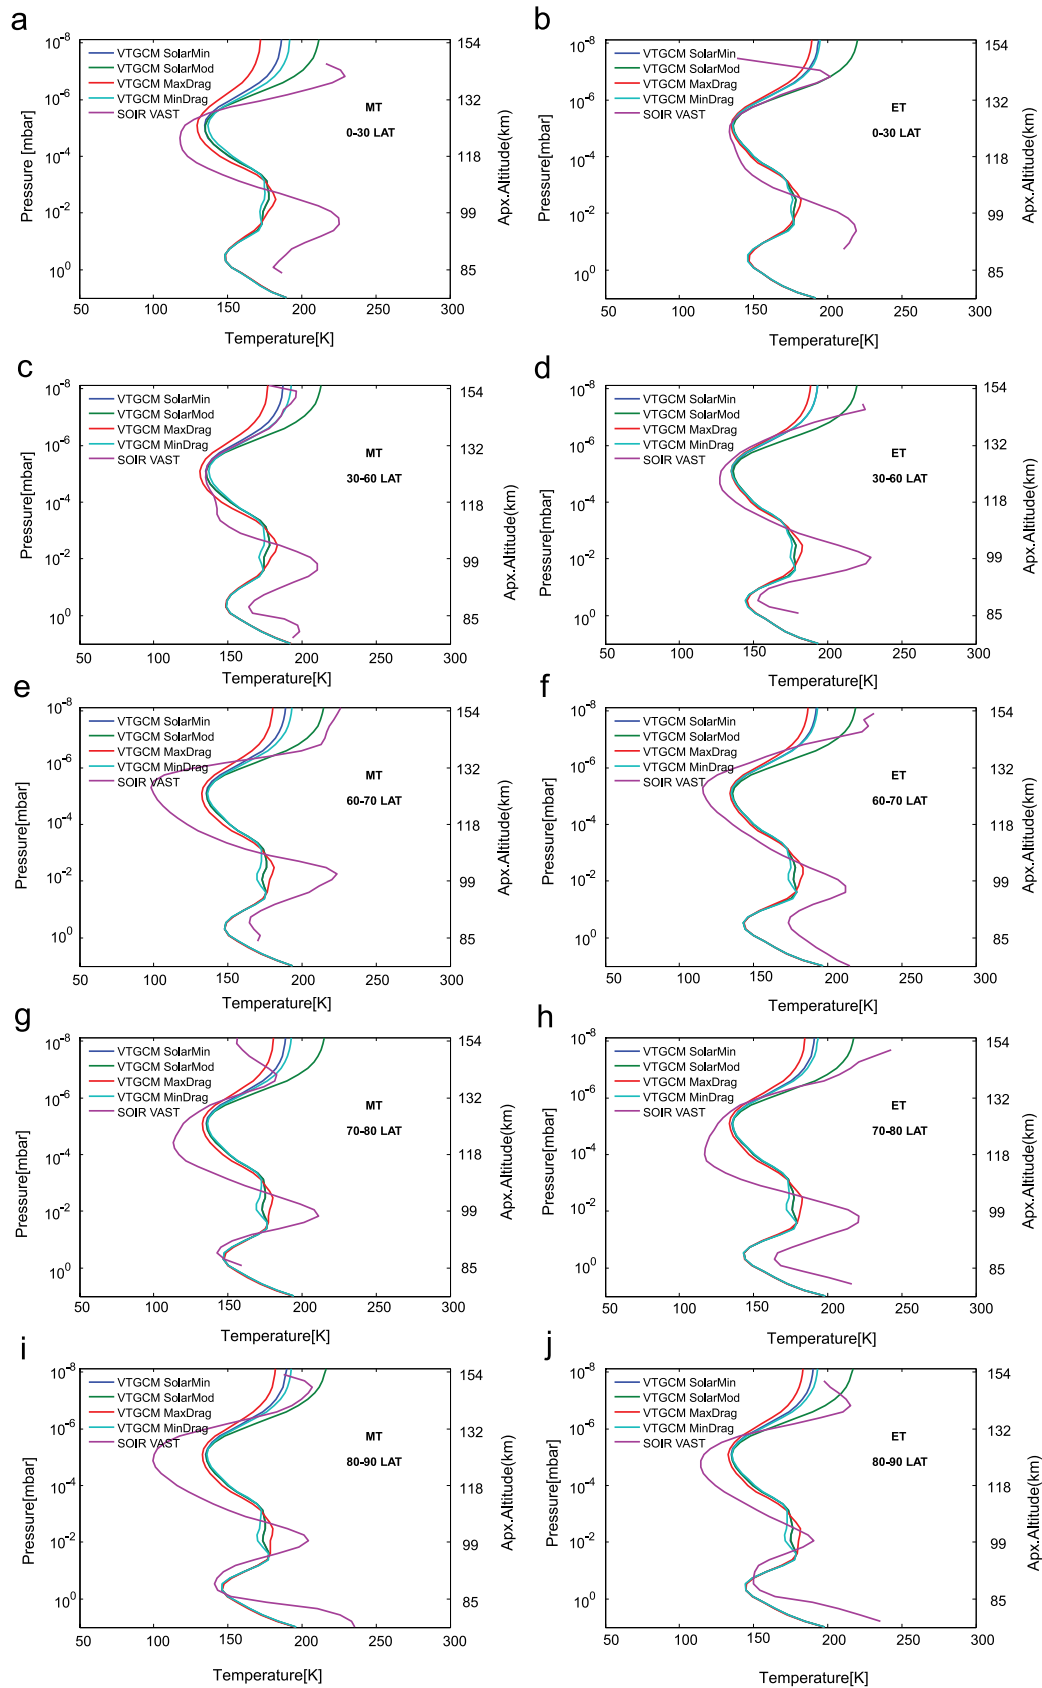 a
10-8
10-6
10-4
10-2
100
Pressure [mbar]
VTGCM SolarMin
VTGCM SolarMod
VTGCM MaxDrag
VTGCM MinDrag
SOIR VAST
MT
0-30 LAT
154
132
118
99
85
Apx.Altitude(km)
50 100 150 200 250 300
Temperature[K]
b
10-8
10-6
10-4
10-2
100
Pressure[mbar]
VTGCM SolarMin
VTGCM SolarMod
VTGCM MaxDrag
VTGCM MinDrag
SOIR VAST
ET
0-30 LAT
154
132
118
99
85
Apx.Altitude(km)
50 100 150 200 250 300
Temperature[K]
c
10-8
10-6
10-4
10-2
100
Pressure[mbar]
VTGCM SolarMin
VTGCM SolarMod
VTGCM MaxDrag
VTGCM MinDrag
SOIR VAST
MT
30-60 LAT
154
132
118
99
85
Apx.Altitude(km)
50 100 150 200 250 300
Temperature[K]
d
10-8
10-6
10-4
10-2
100
Pressure[mbar]
VTGCM SolarMin
VTGCM SolarMod
VTGCM MaxDrag
VTGCM MinDrag
SOIR VAST
ET
30-60 LAT
154
132
118
99
85
Apx.Altitude(km)
50 100 150 200 250 300
Temperature[K]
e
10-8
10-6
10-4
10-2
100
Pressure[mbar]
VTGCM SolarMin
VTGCM SolarMod
VTGCM MaxDrag
VTGCM MinDrag
SOIR VAST
MT
60-70 LAT
154
132
118
99
85
Apx.Altitude(km)
50 100 150 200 250 300
Temperature[K]
f
10-8
10-6
10-4
10-2
100
Pressure[mbar]
VTGCM SolarMin
VTGCM SolarMod
VTGCM MaxDrag
VTGCM MinDrag
SOIR VAST
ET
60-70 LAT
154
132
118
99
85
Apx.Altitude(km)
50 100 150 200 250 300
Temperature[K]
g
10-8
10-6
10-4
10-2
100
Pressure[mbar]
VTGCM SolarMin
VTGCM SolarMod
VTGCM MaxDrag
VTGCM MinDrag
SOIR VAST
MT
70-80 LAT
154
132
118
99
85
Apx.Altitude(km)
50 100 150 200 250 300
Temperature[K]
h
10-8
10-6
10-4
10-2
100
Pressure[mbar]
VTGCM SolarMin
VTGCM SolarMod
VTGCM MaxDrag
VTGCM MinDrag
SOIR VAST
ET
70-80 LAT
154
132
118
99
85
Apx.Altitude(km)
50 100 150 200 250 300
Temperature[K]
i
10-8
10-6
10-4
10-2
100
Pressure[mbar]
VTGCM SolarMin
VTGCM SolarMod
VTGCM MaxDrag
VTGCM MinDrag
SOIR VAST
MT
80-90 LAT
154
132
118
99
85
Apx.Altitude(km)
50 100 150 200 250 300
Temperature[K]
j
10-8
10-6
10-4
10-2
100
Pressure[mbar]
VTGCM SolarMin
VTGCM SolarMod
VTGCM MaxDrag
VTGCM MinDrag
SOIR VAST
ET
80-90 LAT
154
132
118
99
85
Apx.Altitude(km)
50 100 150 200 250 300
Temperature[K]